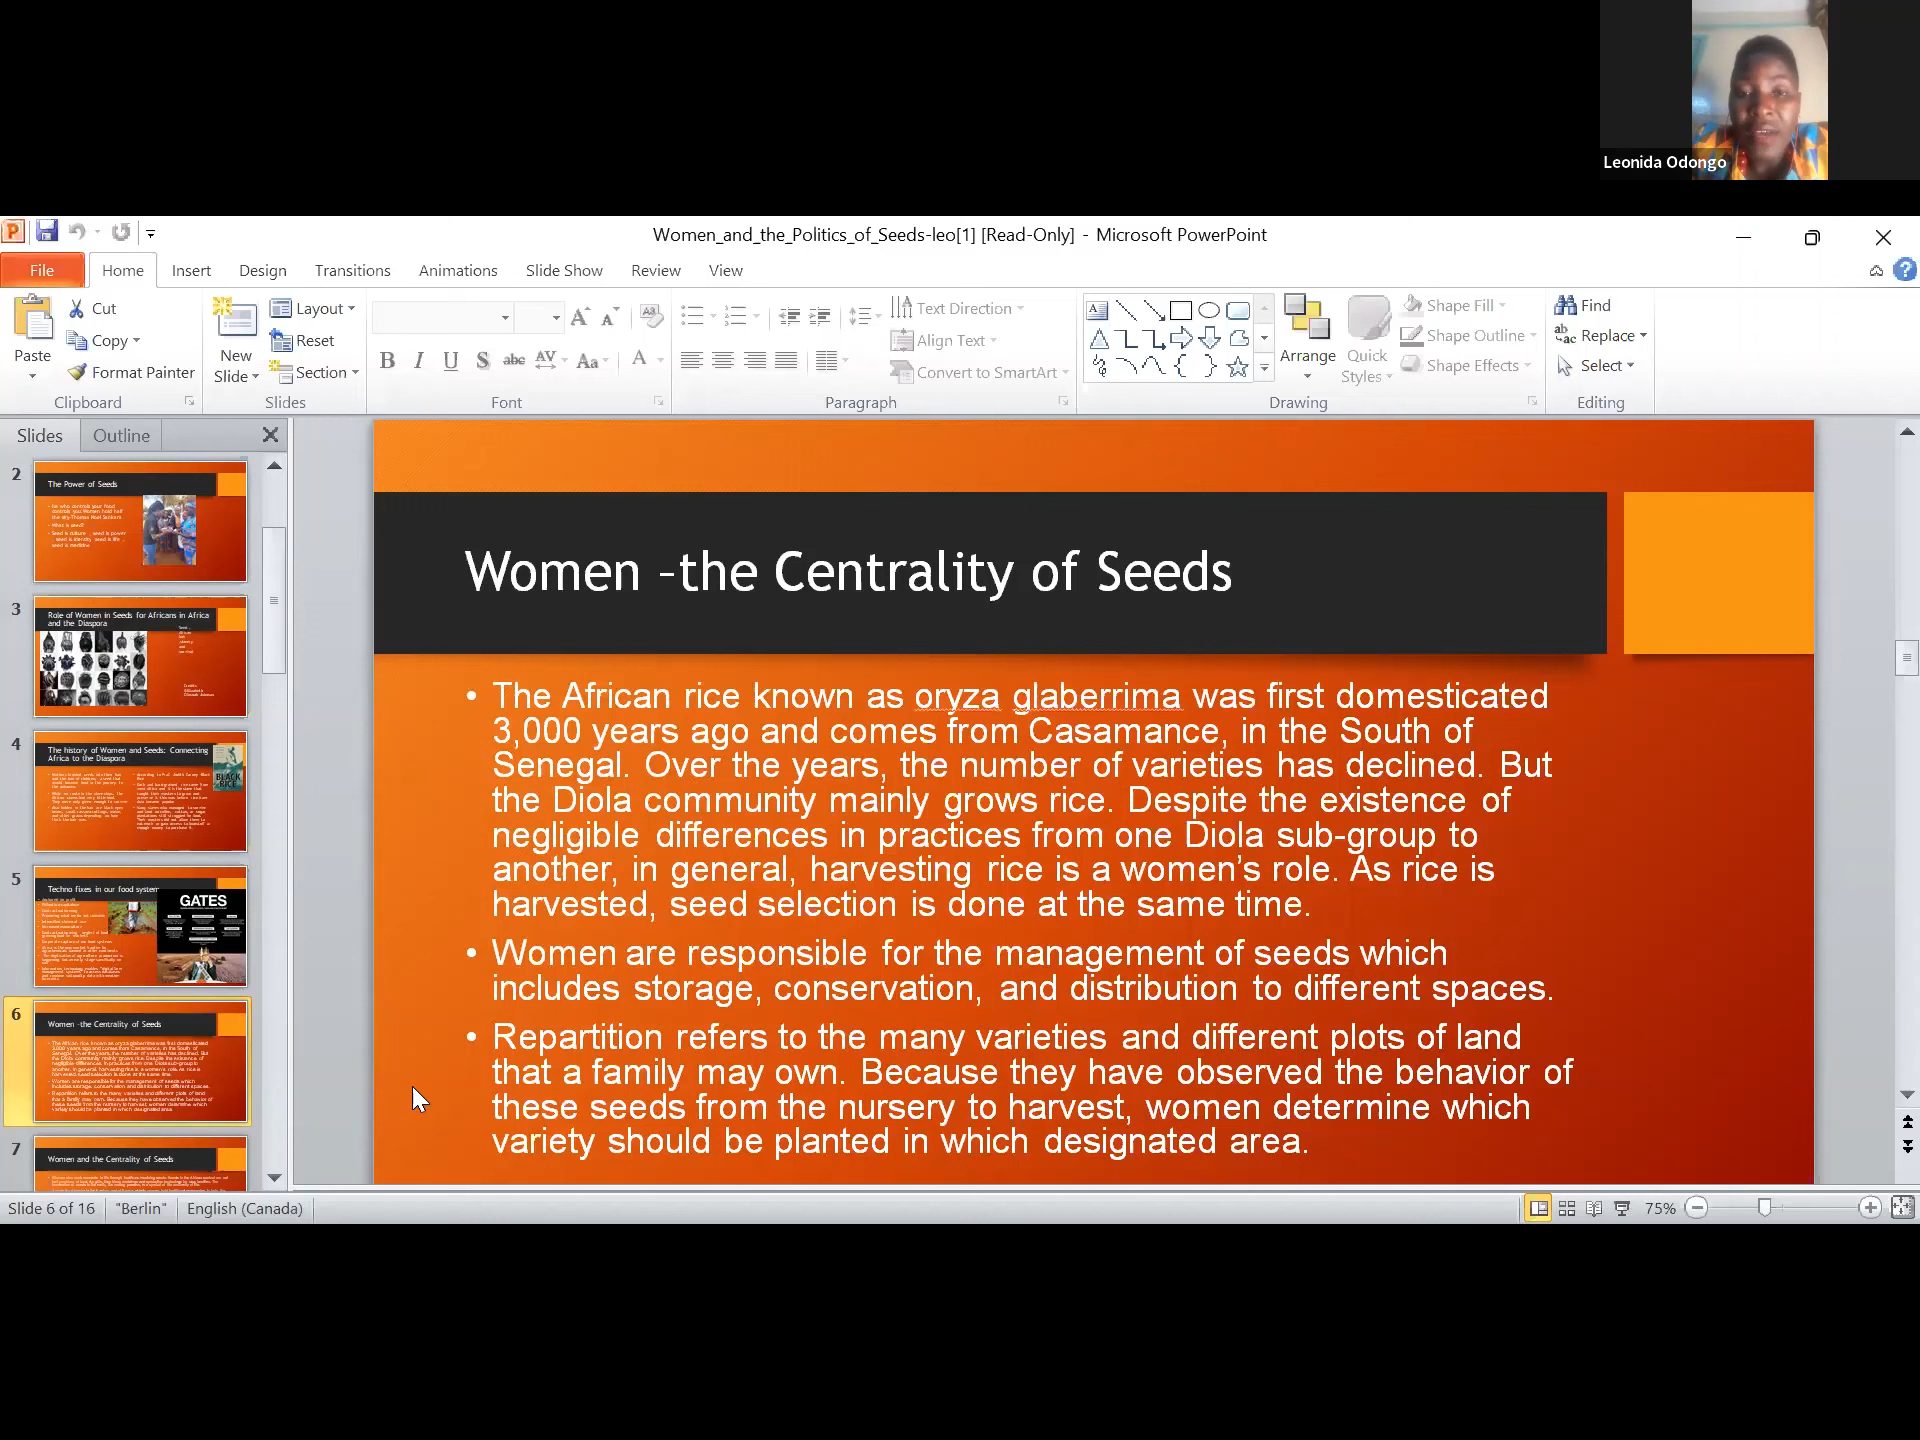 Leonida Odongo
Women_and_the_Politics_of_Seeds-leo[1] [Read-Only] - Microsoft PowerPoint
File Home Insert Design Transitions Animations Slide Show Review View
Paste
Cut
Copy
Format Painter
Clipboard
New
Slide
Layout
Reset
Section
Slides
Font
Text Direction
Align Text
Convert to SmartArt
Paragraph
Arrange
Quick
Styles
Shape Fill
Shape Outline
Shape Effects
Drawing
Find
Replace
Select
Editing
Slides Outline
2
The Power of Seeds
3
Role of Women in Seeds for Africans in Africa
and the Diaspora
4
The history of Women and Seeds: Connecting
Africa to the Diaspora
BLACK
RICE
5
Techno fixes in our food system
GATES
6
Women -the Centrality of Seeds
7
Women and the Centrality of Seeds
Women –the Centrality of Seeds
• The African rice known as oryza glaberrima was first domesticated
3,000 years ago and comes from Casamance, in the South of
Senegal. Over the years, the number of varieties has declined. But
the Diola community mainly grows rice. Despite the existence of
negligible differences in practices from one Diola sub-group to
another, in general, harvesting rice is a women’s role. As rice is
harvested, seed selection is done at the same time.
• Women are responsible for the management of seeds which
includes storage, conservation, and distribution to different spaces.
• Repartition refers to the many varieties and different plots of land
that a family may own. Because they have observed the behavior of
these seeds from the nursery to harvest, women determine which
variety should be planted in which designated area.
Slide 6 of 16 "Berlin" English (Canada) 75%